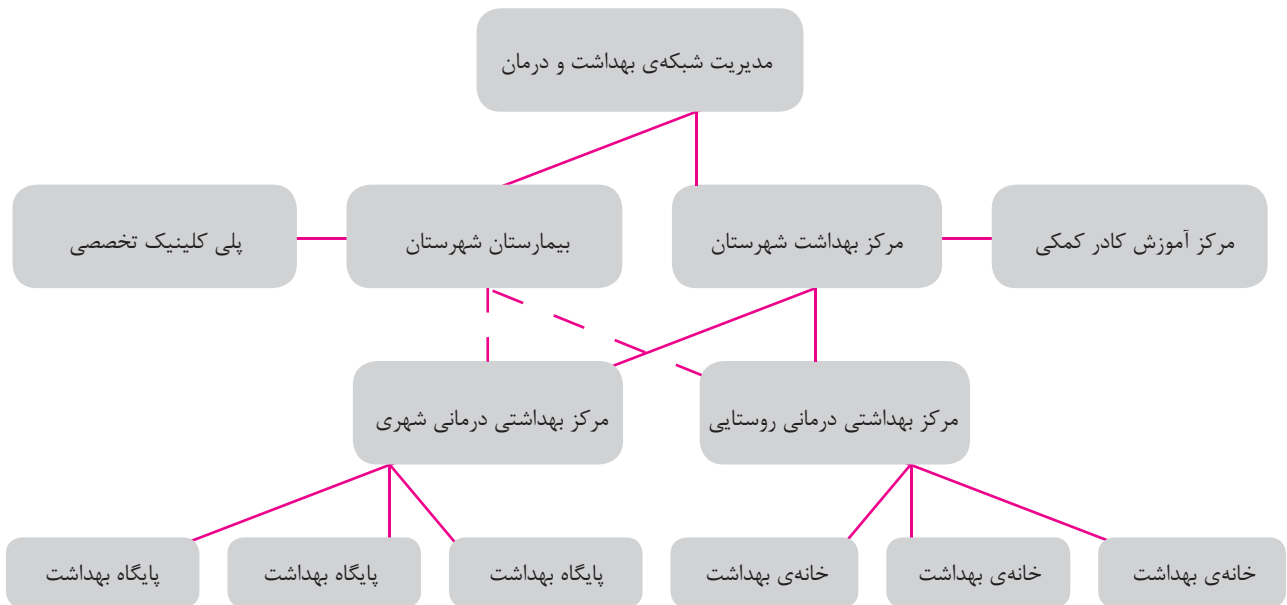 مدیریت شبکه‌ی بهداشت و درمان
مرکز آموزش کادر کمکی
مرکز بهداشت شهرستان
بیمارستان شهرستان
پلی کلینیک تخصصی
مرکز بهداشتی درمانی روستایی
مرکز بهداشتی درمانی شهری
خانه‌ی بهداشت
خانه‌ی بهداشت
خانه‌ی بهداشت
پایگاه بهداشت
پایگاه بهداشت
پایگاه بهداشت